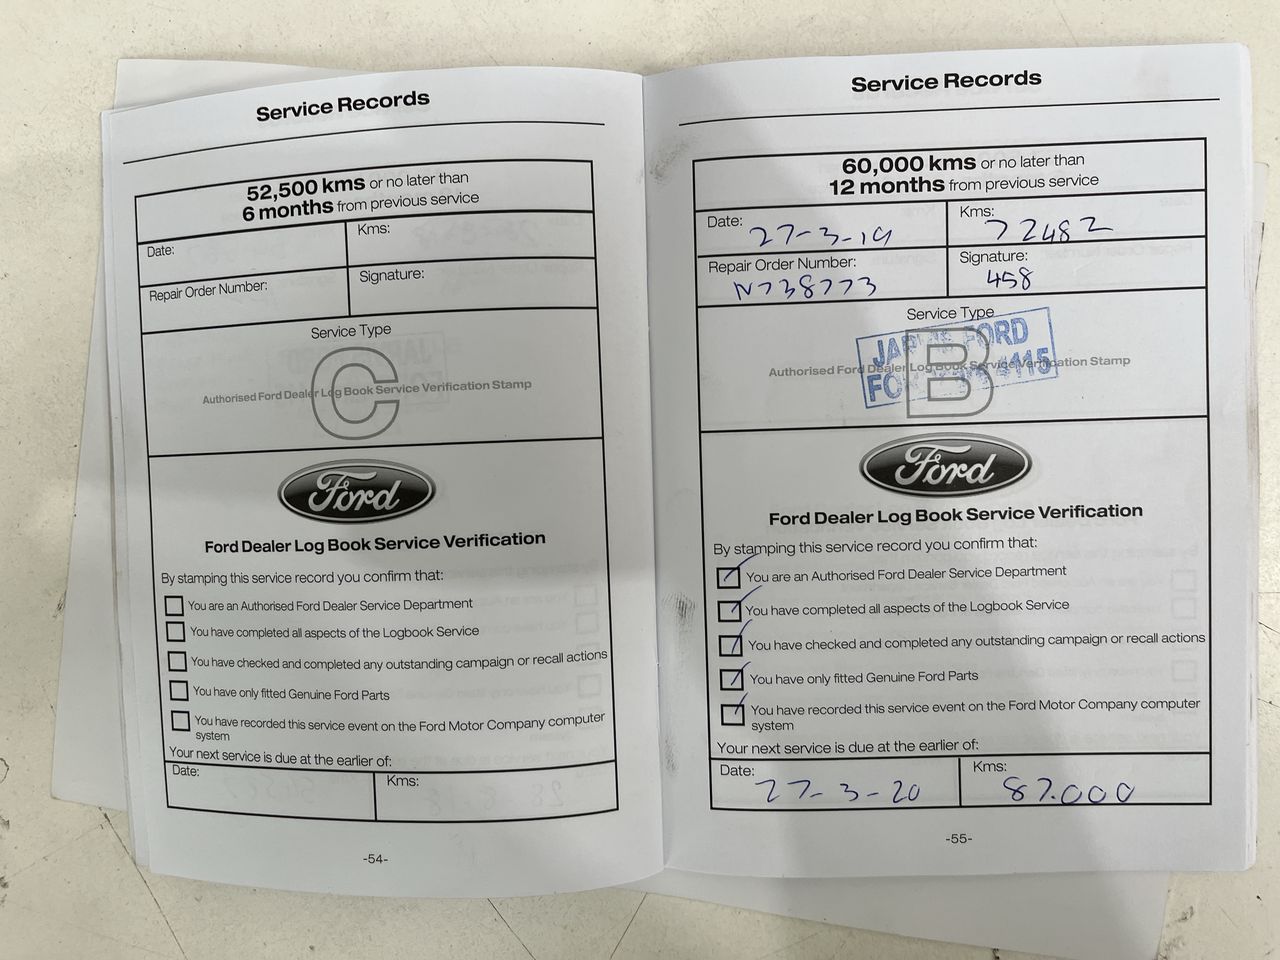 Service Records
52,500 kms or no later than
6 months from previous service
Date:
Kms:
Repair Order Number:
Signature:
Service Type
C
Authorised Ford Dealer Log Book Service Verification Stamp
Ford
Ford Dealer Log Book Service Verification
By stamping this service record you confirm that:
You are an Authorised Ford Dealer Service Department
You have completed all aspects of the Logbook Service
You have checked and completed any outstanding campaign or recall actions
You have only fitted Genuine Ford Parts
You have recorded this service event on the Ford Motor Company computer
system
Your next service is due at the earlier of:
Date:
Kms:
-54-
Service Records
60,000 kms or no later than
12 months from previous service
Date: 27-3-19
Kms: 72482
Repair Order Number: N738773
Signature: 458
Service Type
B
Authorised Ford Dealer Log Book Service Verification Stamp
FORD
4115
Ford
Ford Dealer Log Book Service Verification
By stamping this service record you confirm that:
You are an Authorised Ford Dealer Service Department
You have completed all aspects of the Logbook Service
You have checked and completed any outstanding campaign or recall actions
You have only fitted Genuine Ford Parts
You have recorded this service event on the Ford Motor Company computer
system
Your next service is due at the earlier of:
Date: 27-3-20
Kms: 87.000
-55-